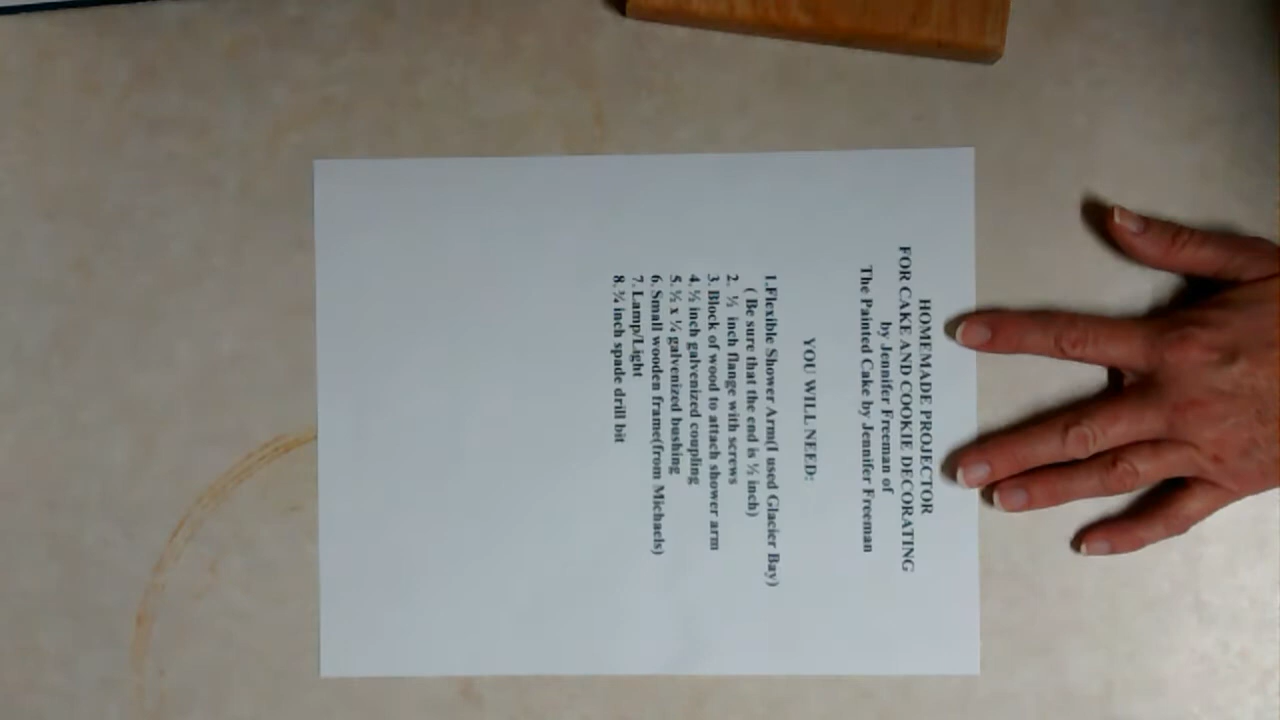 HOMEMADE PROJECTOR
FOR CAKE AND COOKIE DECORATING
by Jennifer Freeman of
The Painted Cake by Jennifer Freeman
YOU WILL NEED:
1.Flexible Shower Arm(I used Glacier Bay)
( Be sure that the end is ½ inch)
2. ½ inch flange with screws
3. Block of wood to attach shower arm
4. ½ inch galvenized coupling
5. ½ x ¼ galvenized bushing
6. Small wooden frame(from Michaels)
7. Lamp/Light
8. ¾ inch spade drill bit